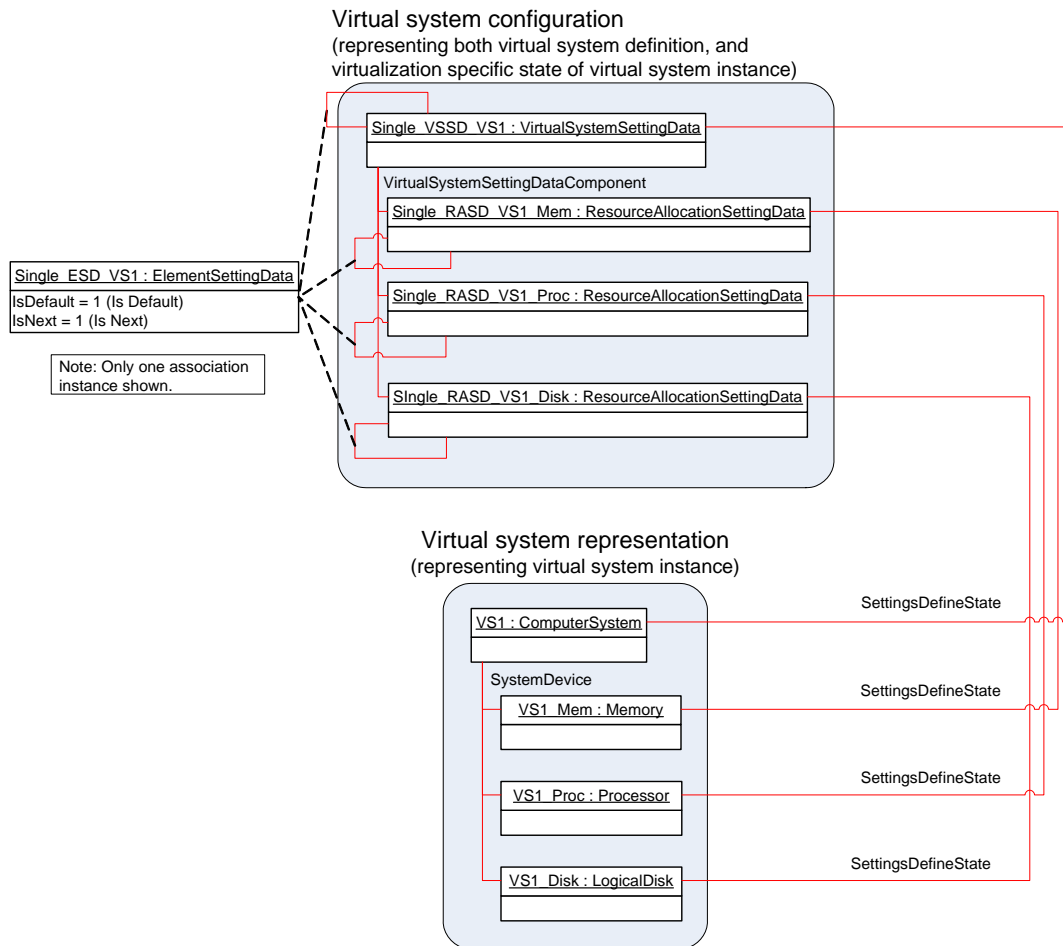 Virtual system configuration
(representing both virtual system definition, and
virtualization specific state of virtual system instance)
Single_VSSD_VS1 : VirtualSystemSettingData
VirtualSystemSettingDataComponent
Single_RASD_VS1_Mem : ResourceAllocationSettingData
Single_ESD_VS1 : ElementSettingData
IsDefault = 1 (Is Default)
IsNext = 1 (Is Next)
Single_RASD_VS1_Proc : ResourceAllocationSettingData
Note: Only one association
instance shown.
SIngle_RASD_VS1_Disk : ResourceAllocationSettingData
Virtual system representation
(representing virtual system instance)
VS1 : ComputerSystem
SettingsDefineState
SystemDevice
VS1_Mem : Memory
SettingsDefineState
VS1_Proc : Processor
SettingsDefineState
VS1_Disk : LogicalDisk
SettingsDefineState